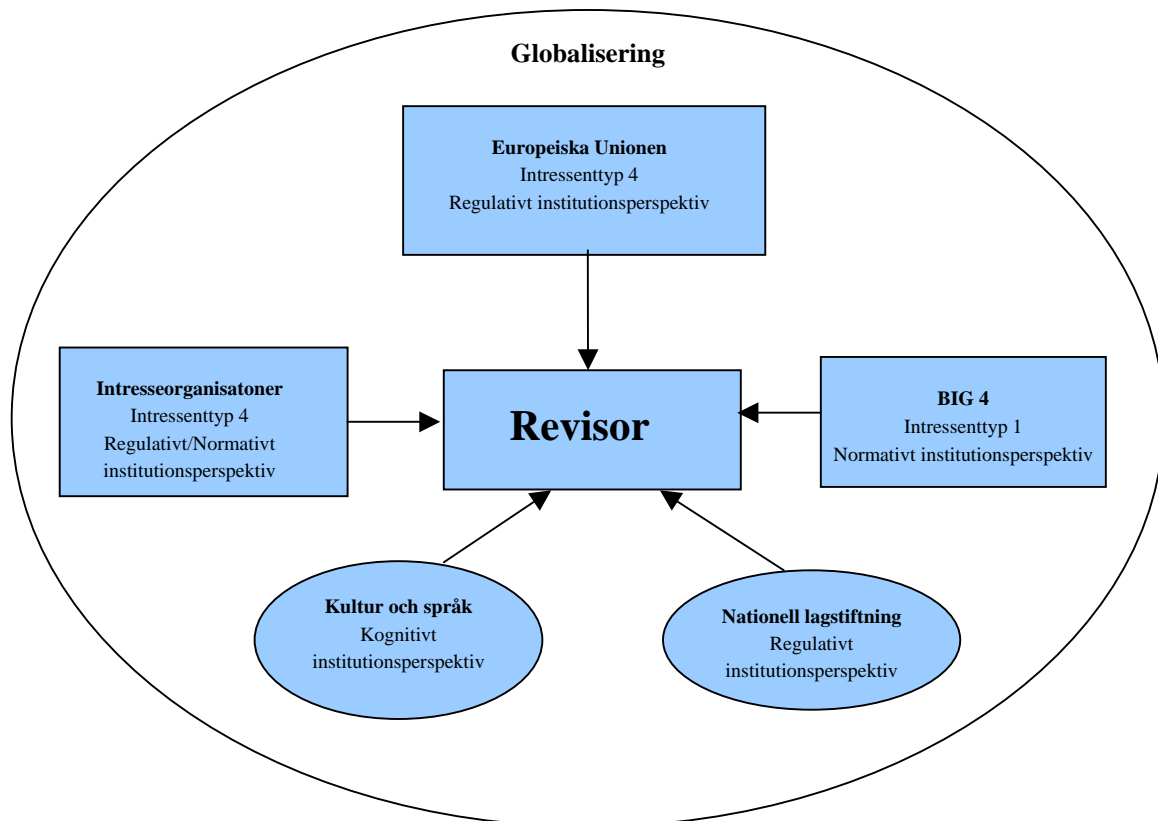 Globalisering
Europeiska Unionen
Intressenttyp 4
Regulativt institutionsperspektiv
Intresseorganisatoner
Intressenttyp 4
Regulativt/Normativt
institutionsperspektiv
Revisor
BIG 4
Intressenttyp 1
Normativt institutionsperspektiv
Kultur och språk
Kognitivt
institutionsperspektiv
Nationell lagstiftning
Regulativt
institutionsperspektiv